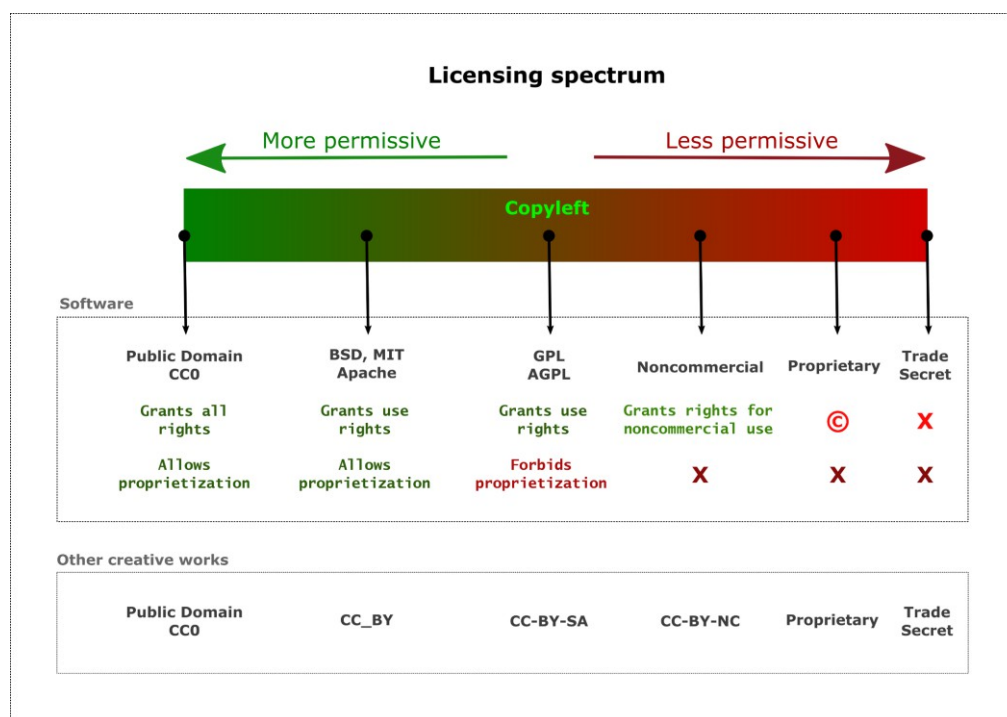 Licensing spectrum
More permissive
Less permissive
Copyleft
Software
Public Domain
CC0
BSD, MIT
Apache
GPL
AGPL
Noncommercial
Proprietary
Trade
Secret
Grants all
rights
Grants use
rights
Grants use
rights
Grants rights for
noncommercial use
©
X
Allows
proprietization
Allows
proprietization
Forbids
proprietization
X
X
X
Other creative works
Public Domain
CC0
CC_BY
CC-BY-SA
CC-BY-NC
Proprietary
Trade
Secret